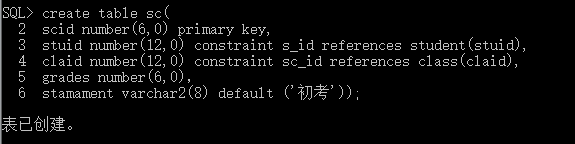 SQL> create table sc(
2 scid number(6,0) primary key,
3 stuid number(12,0) constraint s_id references student(stuid),
4 claid number(12,0) constraint sc_id references class(claid),
5 grades number(6,0),
6 stamament varchar2(8) default ('初考'));
表已创建。